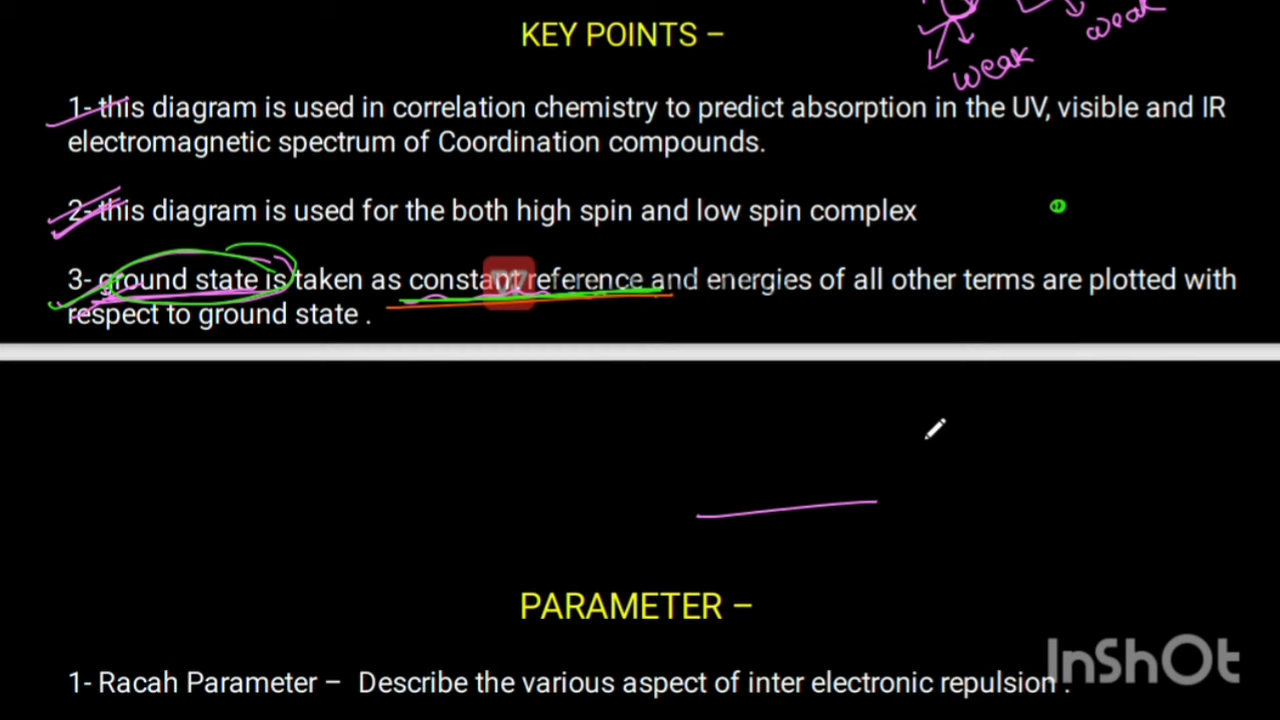 KEY POINTS –
weak
weak
1- this diagram is used in correlation chemistry to predict absorption in the UV, visible and IR
electromagnetic spectrum of Coordination compounds.
2- this diagram is used for the both high spin and low spin complex
3- ground state is taken as constant reference and energies of all other terms are plotted with
respect to ground state .
PARAMETER –
1- Racah Parameter – Describe the various aspect of inter electronic repulsion .
InShOt